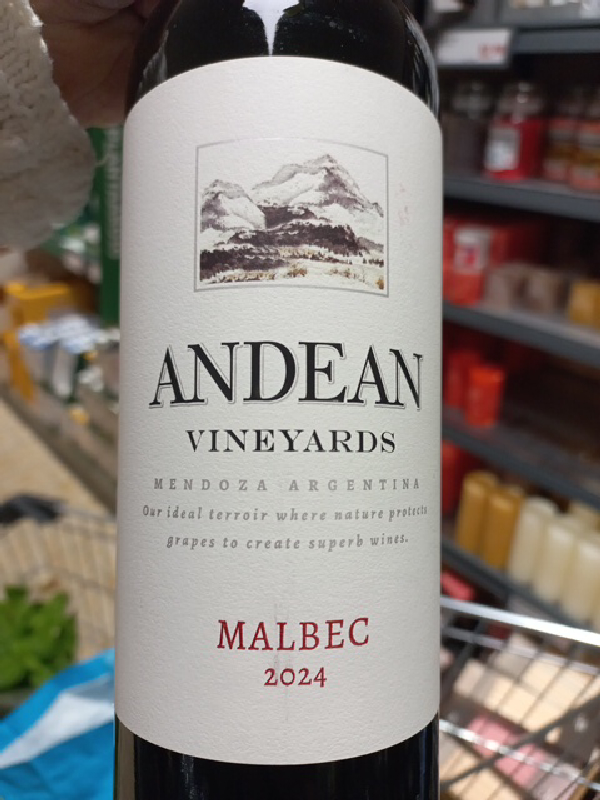 ANDEAN
VINEYARDS
MENDOZA ARGENTINA
Our ideal terroir where nature protects
grapes to create superb wines.
MALBEC
2024